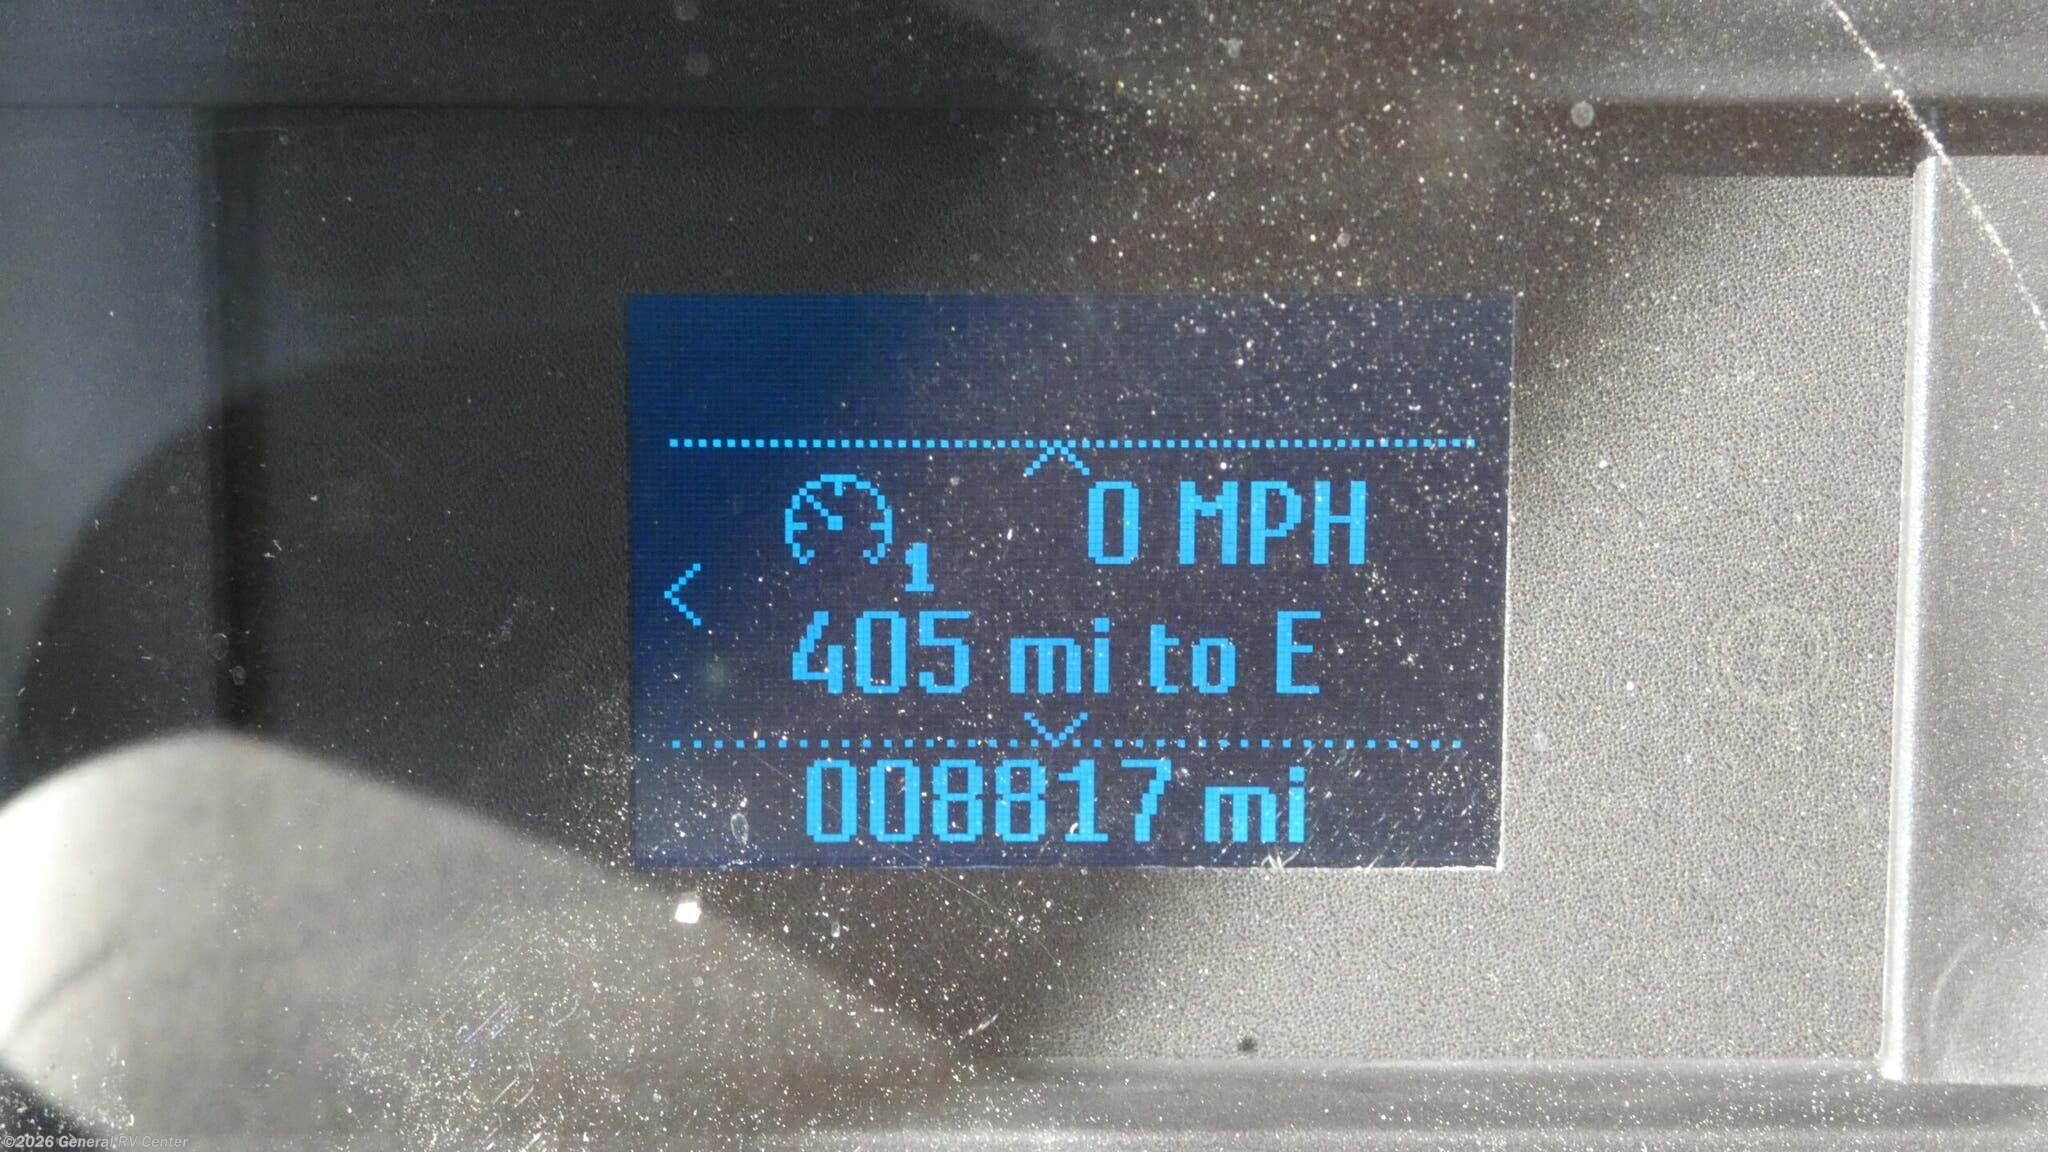 0 MPH
1
405 mi to E
008817 mi
©2026 General RV Center